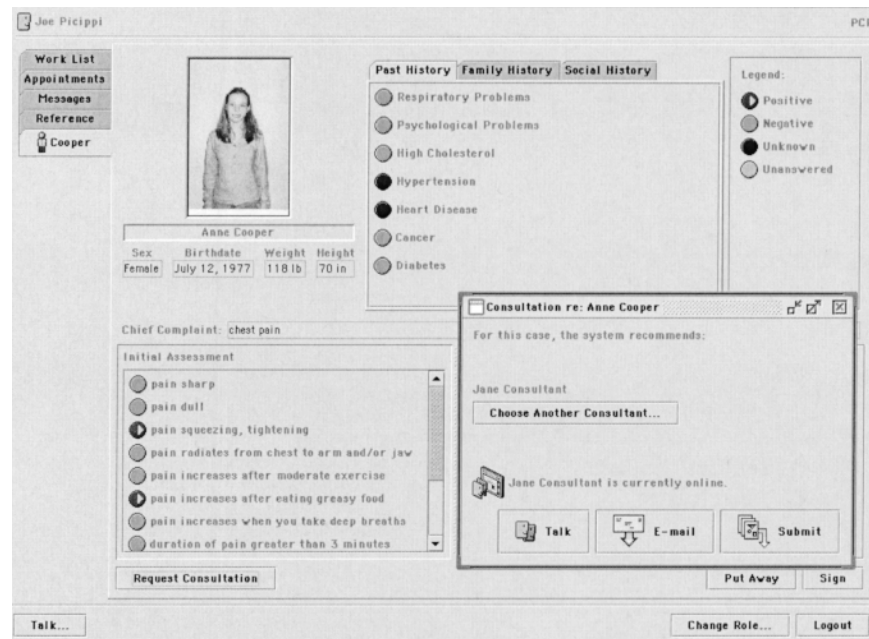 Joe Picippi
PCI
Work List
Appointments
Messages
Reference
Cooper
Anne Cooper
Sex Birthdate Weight Height
Female July 12, 1977 118 lb 70 in
Past History Family History Social History
Respiratory Problems
Psychological Problems
High Cholesterol
Hypertension
Heart Disease
Cancer
Diabetes
Legend:
Positive
Negative
Unknown
Unanswered
Chief Complaint: chest pain
Initial Assessment
pain sharp
pain dull
pain squeezing, tightening
pain radiates from chest to arm and/or jaw
pain increases after moderate exercise
pain increases after eating greasy food
pain increases when you take deep breaths
duration of pain greater than 3 minutes
Consultation re: Anne Cooper
For this case, the system recommends:
Jane Consultant
Choose Another Consultant...
Jane Consultant is currently online.
Talk E-mail Submit
Request Consultation Put Away Sign
Talk... Change Role... Logout